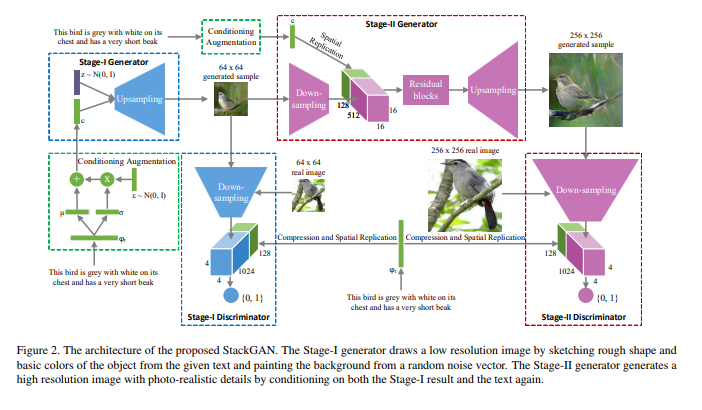 This bird is grey with white on its
chest and has a very short beak
Conditioning
Augmentation
c
Spatial
Replication
Stage-II Generator
256 x 256
generated sample
Stage-I Generator
z ~ N(0, I)
Upsampling
c
64 x 64
generated sample
Down-
sampling
128
512
16
16
Residual
blocks
Upsampling
Conditioning Augmentation
+
x
ε ~ N(0, I)
μ
σ
φt
This bird is grey with white on its
chest and has a very short beak
64 x 64
real image
Down-
sampling
256 x 256 real image
Down-sampling
Compression and Spatial Replication
Compression and Spatial Replication
128
4
4
1024
{0, 1}
Stage-I Discriminator
φt
This bird is grey with white on its
chest and has a very short beak
128
1024
4
4
{0, 1}
Stage-II Discriminator
Figure 2. The architecture of the proposed StackGAN. The Stage-I generator draws a low resolution image by sketching rough shape and
basic colors of the object from the given text and painting the background from a random noise vector. The Stage-II generator generates a
high resolution image with photo-realistic details by conditioning on both the Stage-I result and the text again.